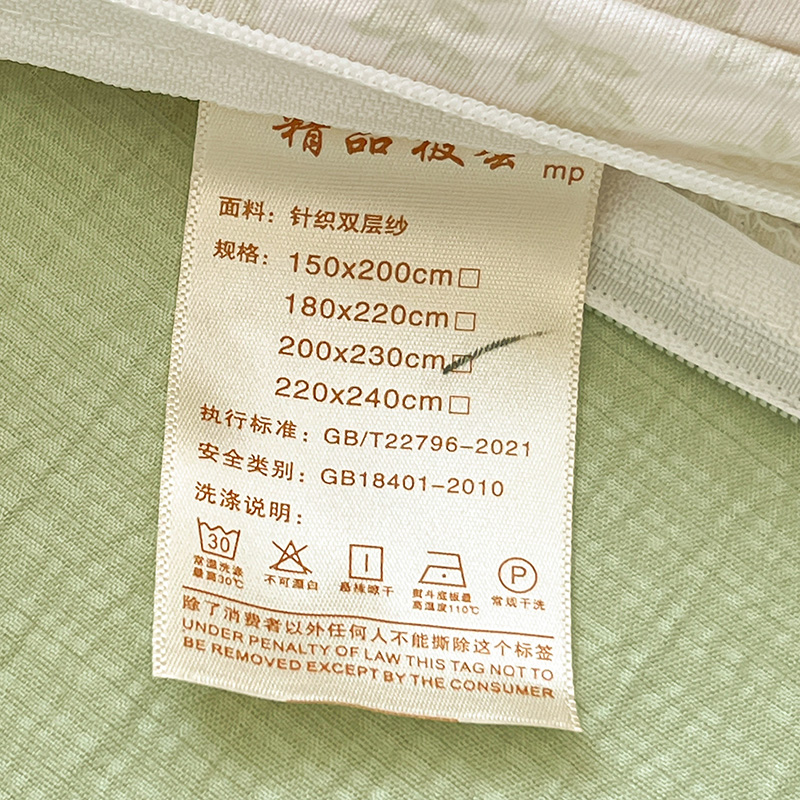 精品被套 mp
面料：针织双层纱
规格：150x200cm□
180x220cm□
200x230cm□
220x240cm□
执行标准：GB/T22796-2021
安全类别：GB18401-2010
洗涤说明：
30
P
常温洗涤
最高30℃
不可漂白
悬挂晾干
熨斗底板最
高温度110℃
常规干洗
除了消费者以外任何人不能撕除这个标签
UNDER PENALTY OF LAW THIS TAG NOT TO
BE REMOVED EXCEPT BY THE CONSUMER